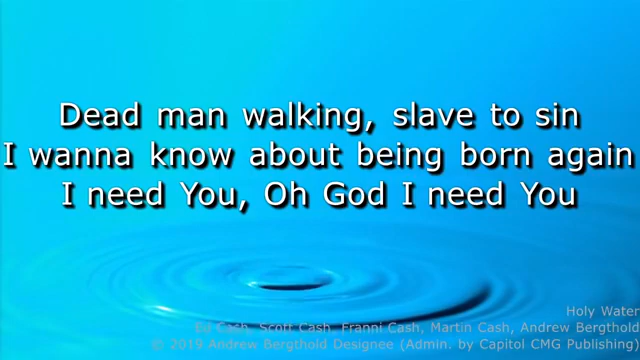 Dead man walking, slave to sin
I wanna know about being born again
I need You, Oh God I need You
Holy Water
Ed Cash, Scott Cash, Franni Cash, Martin Cash, Andrew Bergthold
© 2019 Andrew Bergthold Designee (Admin. by Capitol CMG Publishing)